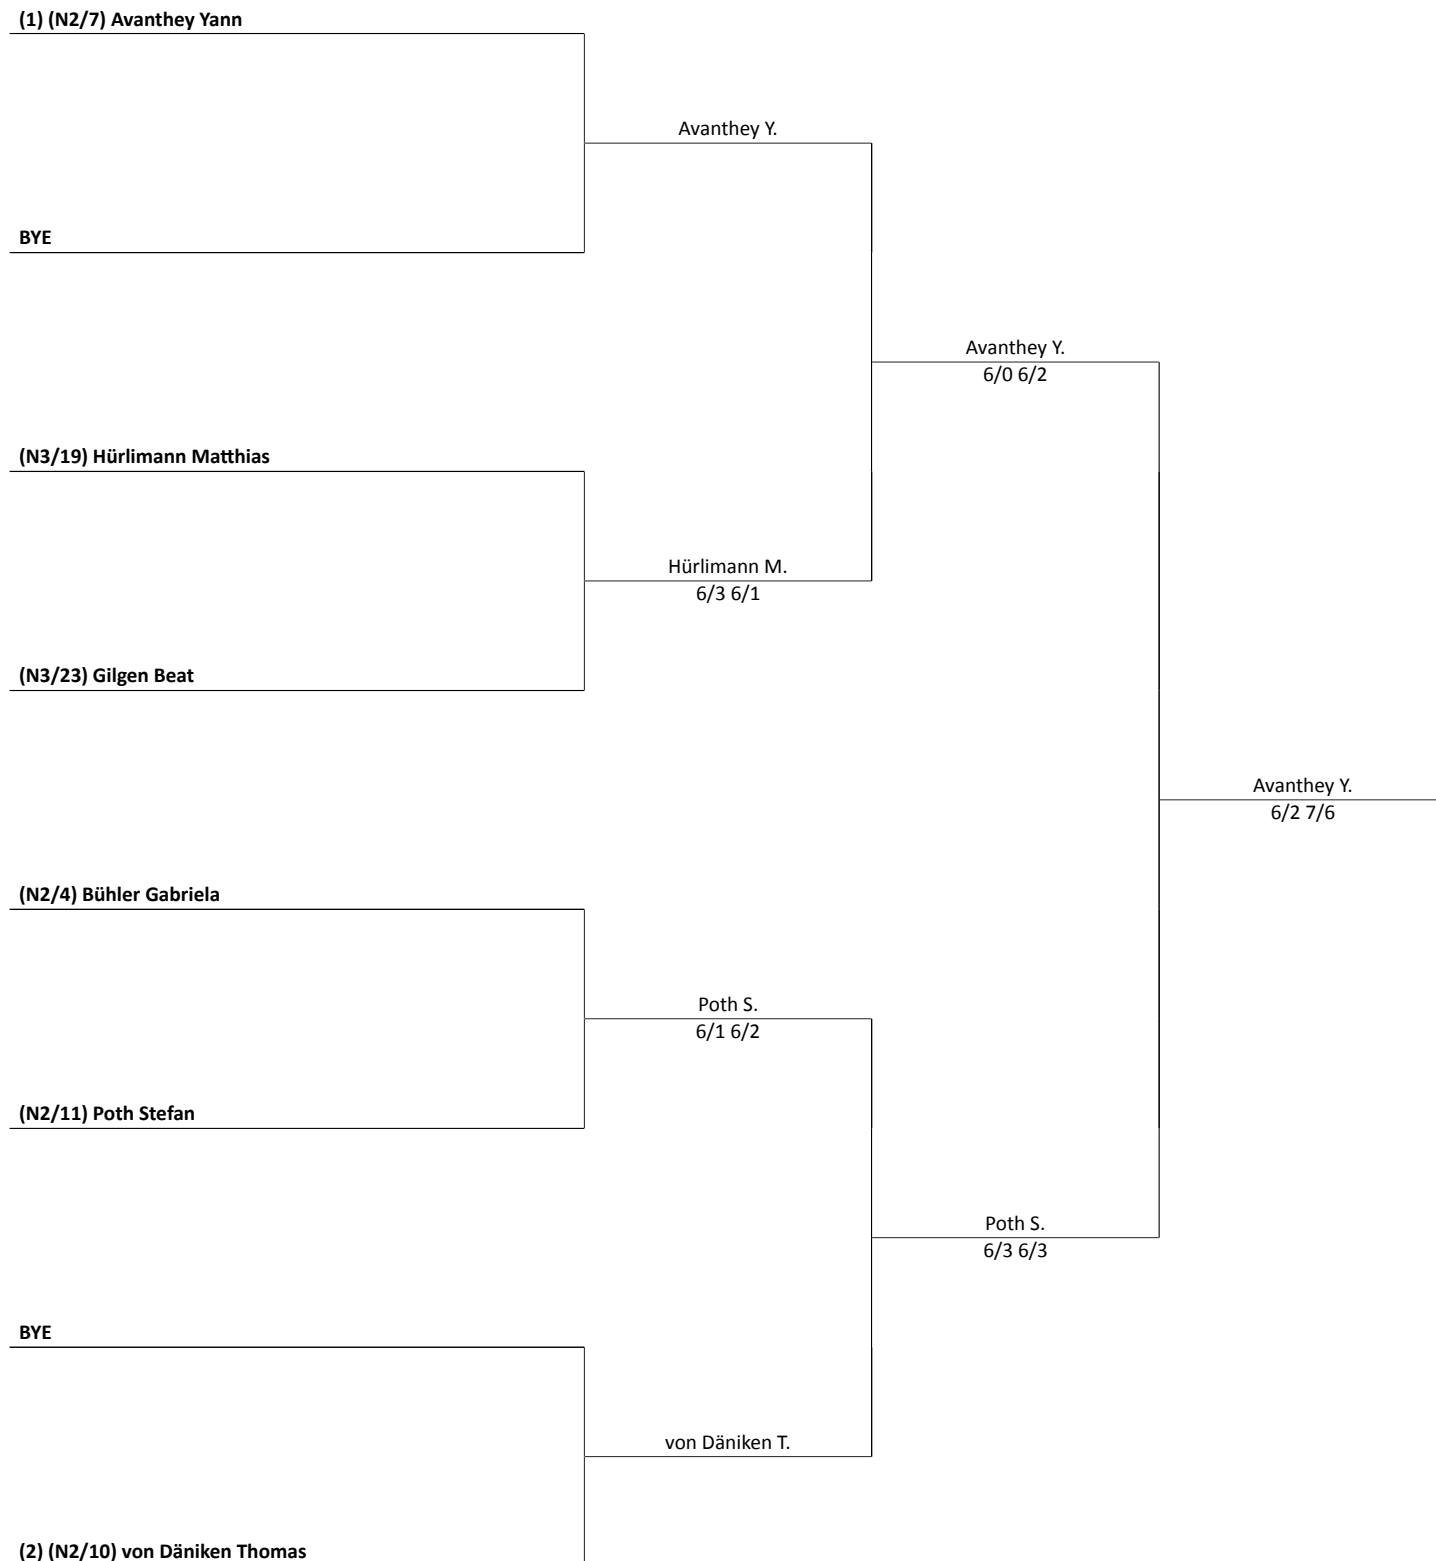 (1) (N2/7) Avanthey Yann
Avanthey Y.
BYE
Avanthey Y.
6/0 6/2
(N3/19) Hürlimann Matthias
Hürlimann M.
6/3 6/1
(N3/23) Gilgen Beat
Avanthey Y.
6/2 7/6
(N2/4) Bühler Gabriela
Poth S.
6/1 6/2
(N2/11) Poth Stefan
Poth S.
6/3 6/3
BYE
von Däniken T.
(2) (N2/10) von Däniken Thomas